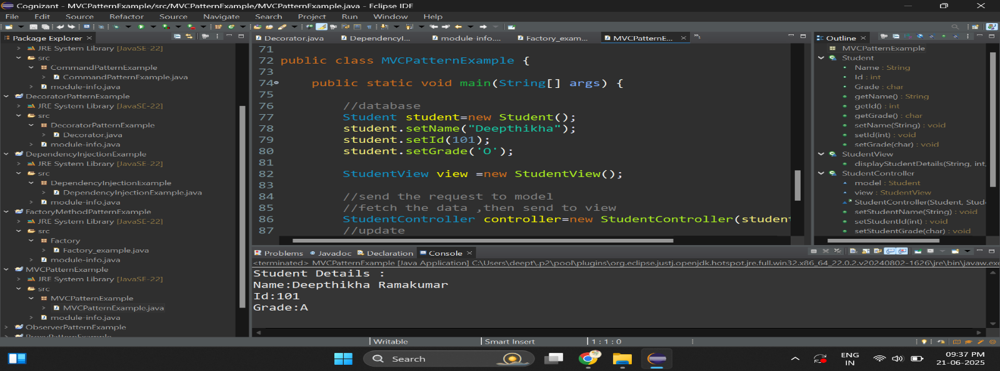 Cognizant - MVCPatternExample/src/MVCPatternExample/MVCPatternExample.java - Eclipse IDE
File Edit Source Refactor Source Navigate Search Project Run Window Help
Package Explorer
JRE System Library [JavaSE-22]
src
CommandPatternExample
CommandPatternExample.java
module-info.java
DecoratorPatternExample
JRE System Library [JavaSE-22]
src
DecoratorPatternExample
Decorator.java
module-info.java
DependencyInjectionExample
JRE System Library [JavaSE-22]
src
DependencyInjectionExample
DependencyInjectionExample.java
module-info.java
FactoryMethodPatternExample
JRE System Library [JavaSE-22]
src
Factory
Factory_example.java
module-info.java
MVCPatternExample
JRE System Library [JavaSE-22]
src
MVCPatternExample
MVCPatternExample.java
module-info.java
ObserverPatternExample
ProxyPatternExample
Decorator.java DependencyI... module-info.... Factory_exam... MVCPatternE...
71
72 public class MVCPatternExample {
73
74 public static void main(String[] args) {
75
76 //database
77 Student student=new Student();
78 student.setName("Deepthikha");
79 student.setId(101);
80 student.setGrade('O');
81
82 StudentView view =new StudentView();
83
84 //send the request to model
85 //fetch the data ,then send to view
86 StudentController controller=new StudentController(student
87 //update
Outline
MVCPatternExample
Student
Name : String
Id : int
Grade : char
getName() : String
getId() : int
getGrade() : char
setName(String) : void
setId(int) : void
setGrade(char) : void
StudentView
displayStudentDetails(String, int,
StudentController
model : Student
view : StudentView
StudentController(Student, Stud
setStudentName(String) : void
setStudentId(int) : void
setStudentGrade(char) : void
Problems Javadoc Declaration Console
<terminated> MVCPatternExample [Java Application] C:\Users\deept\.p2\pool\plugins\org.eclipse.justj.openjdk.hotspot.jre.full.win32.x86_64_22.0.2.v20240802-1626\jre\bin\javaw.exe
Student Details :
Name:Deepthikha Ramakumar
Id:101
Grade:A
Writable Smart Insert 1 : 1 : 0
Search
ENG
IN
09:37 PM
21-06-2025